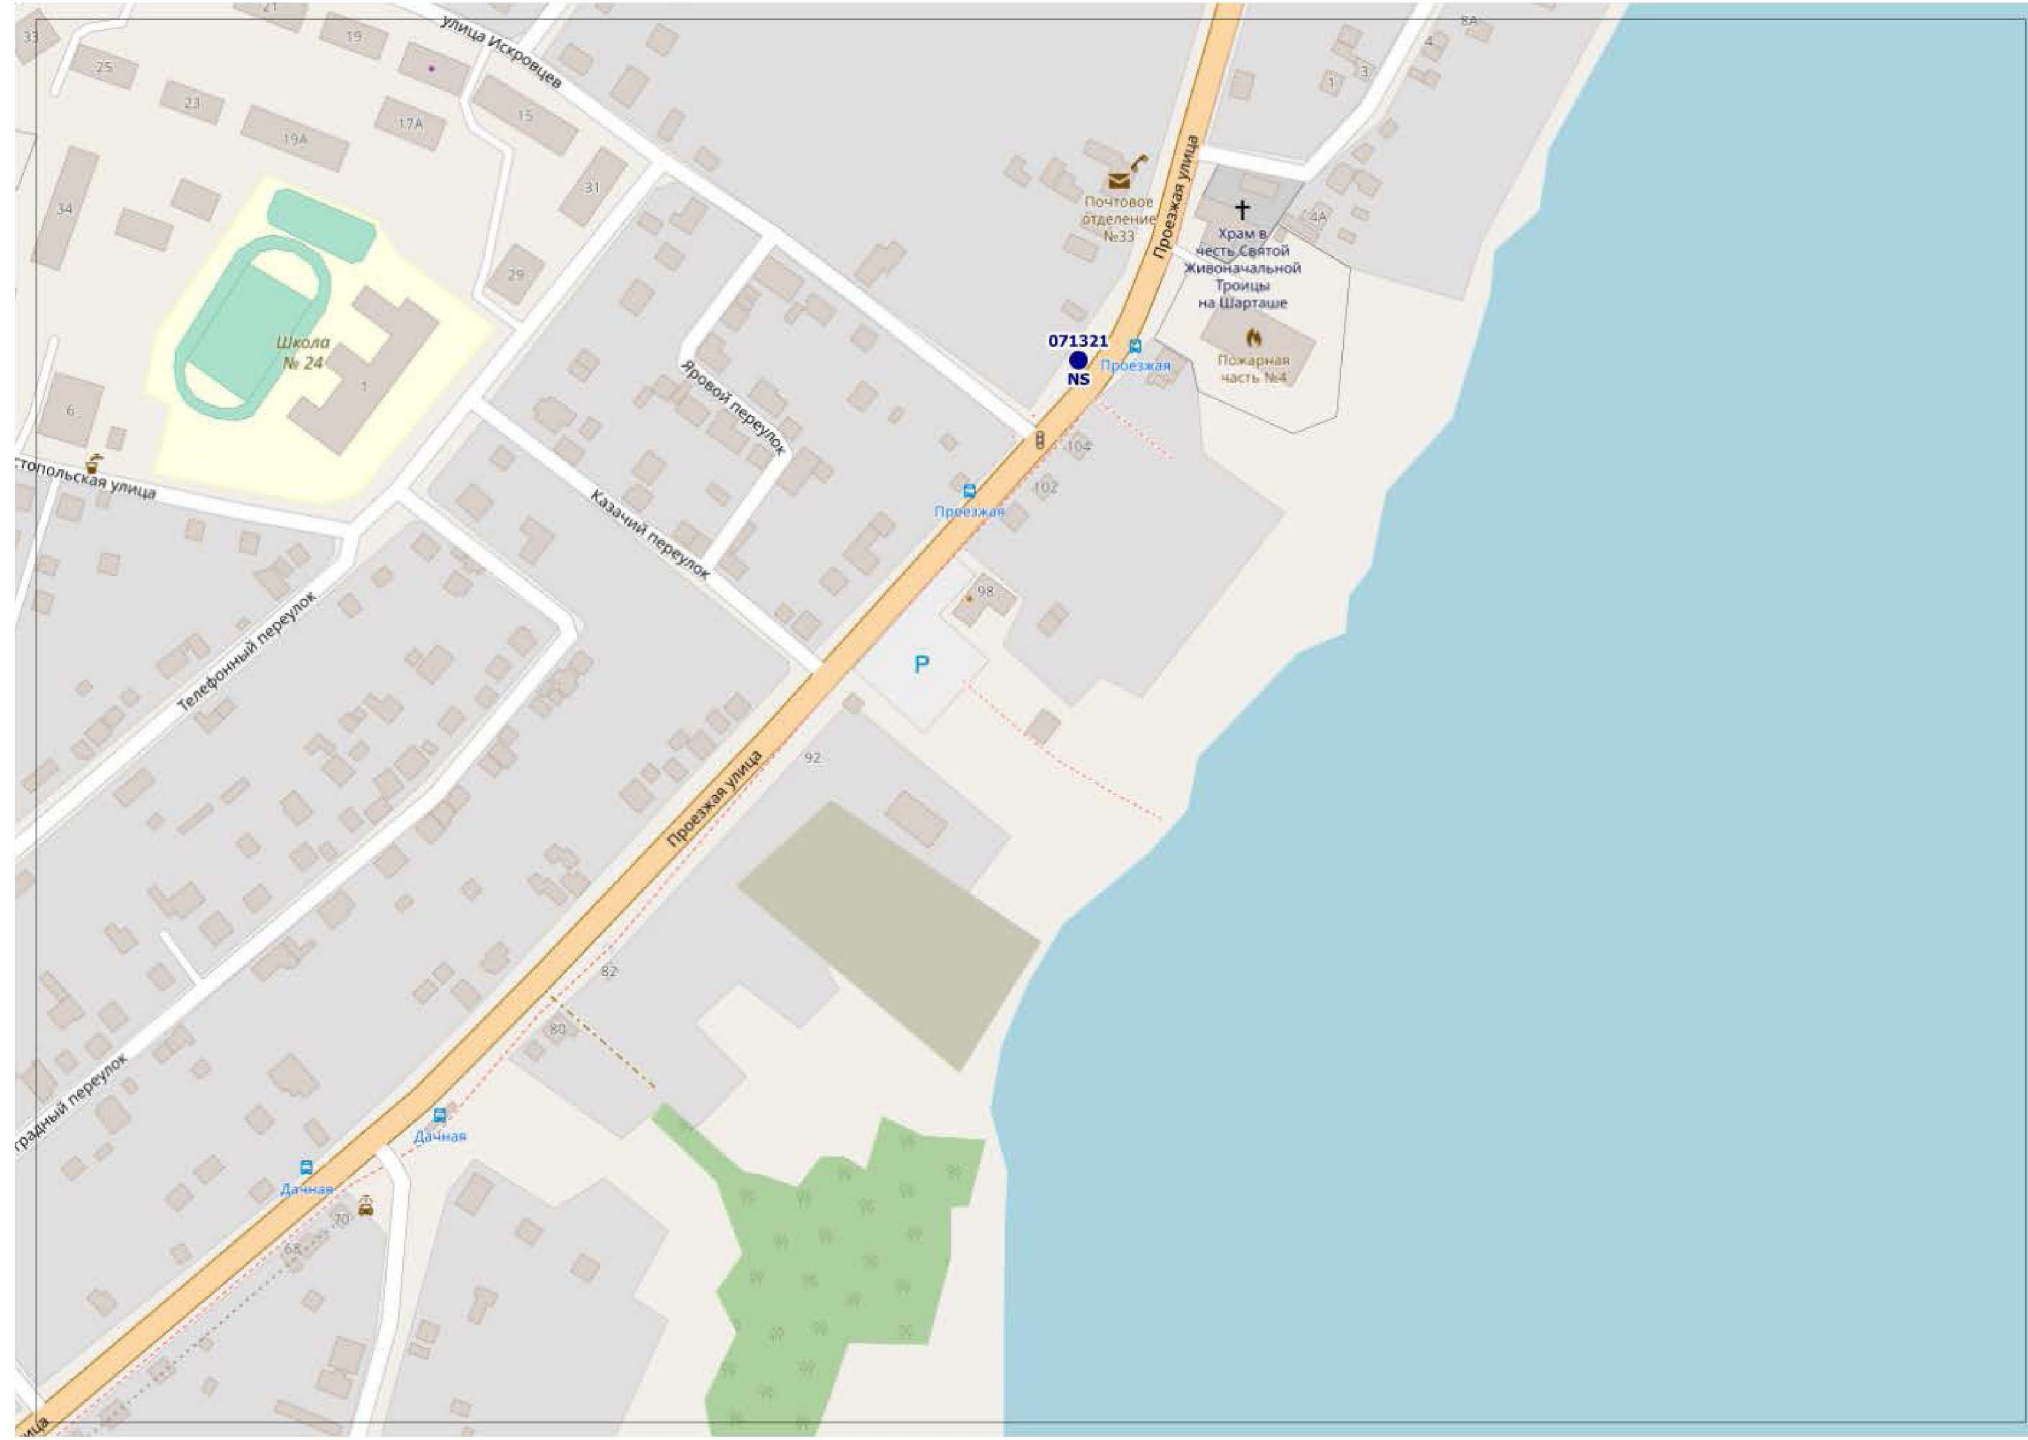 21
8А
33
19
улица Искровцев
4
25
3
1
23
15
17А
19А
31
34
Почтовое
отделение
№33
Проезжая улица
4А
Храм в
честь Святой
Живоначальной
Троицы
на Шарташе
29
Школа
№ 24
071321
NS
Проезжая
Пожарная
часть №4
1
6
Яровой переулок
104
стопольская улица
102
Проезжая
Казачий переулок
98
Телефонный переулок
P
92
Проезжая улица
82
80
градный переулок
Дачная
Дачная
70
68
ица